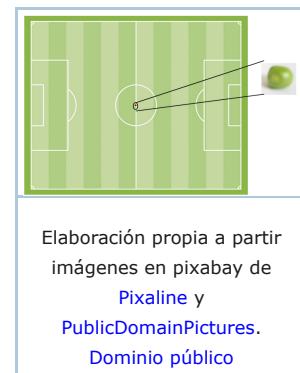 Elaboración propia a partir
imágenes en pixabay de
Pixaline y
PublicDomainPictures.
Dominio público